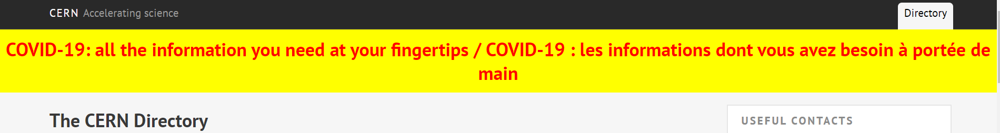 CERN Accelerating science
Directory
COVID-19: all the information you need at your fingertips / COVID-19 : les informations dont vous avez besoin à portée de
main
The CERN Directory
USEFUL CONTACTS